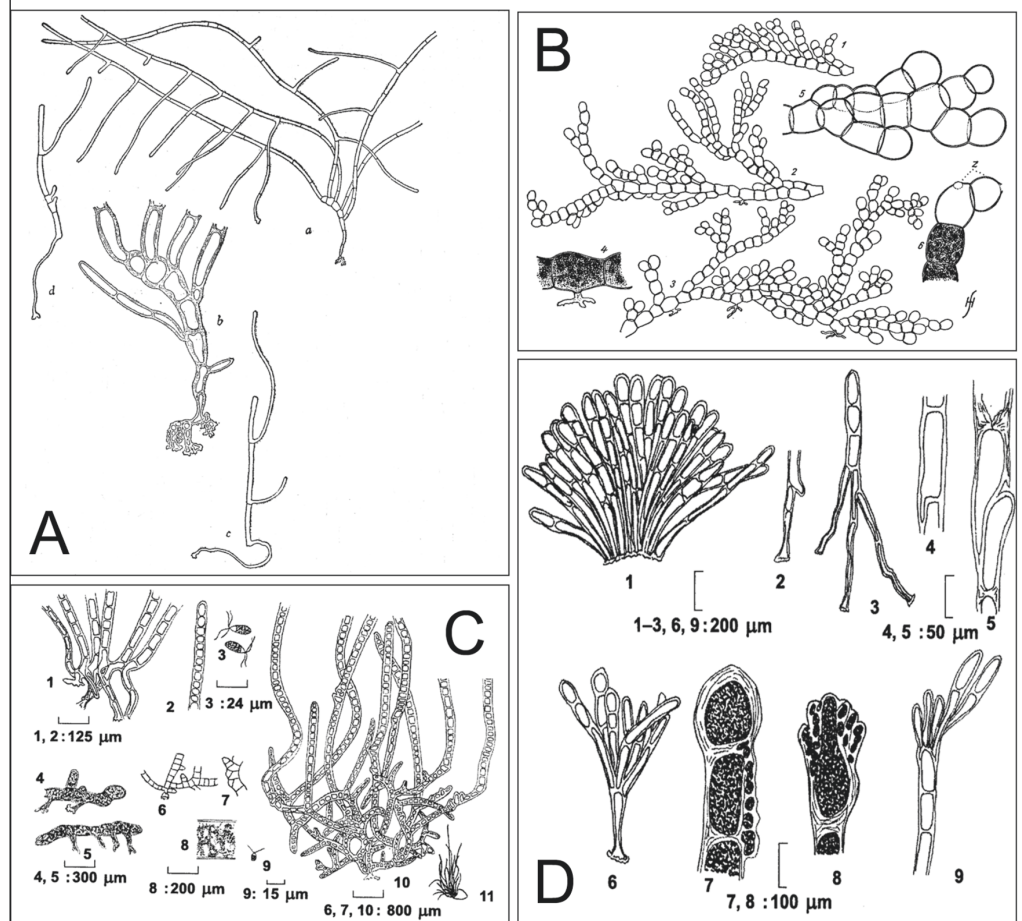 A
a
b
c
d
B
1
2
3
4
5
6
z
C
1
2
3
1, 2 : 125 µm
3 : 24 µm
4
5
4, 5 : 300 µm
6
7
8
8 : 200 µm
9
9: 15 µm
10
6, 7, 10 : 800 µm
11
D
1
2
3
4
5
1–3, 6, 9 : 200 µm
4, 5 : 50 µm
6
7
8
7, 8 : 100 µm
9